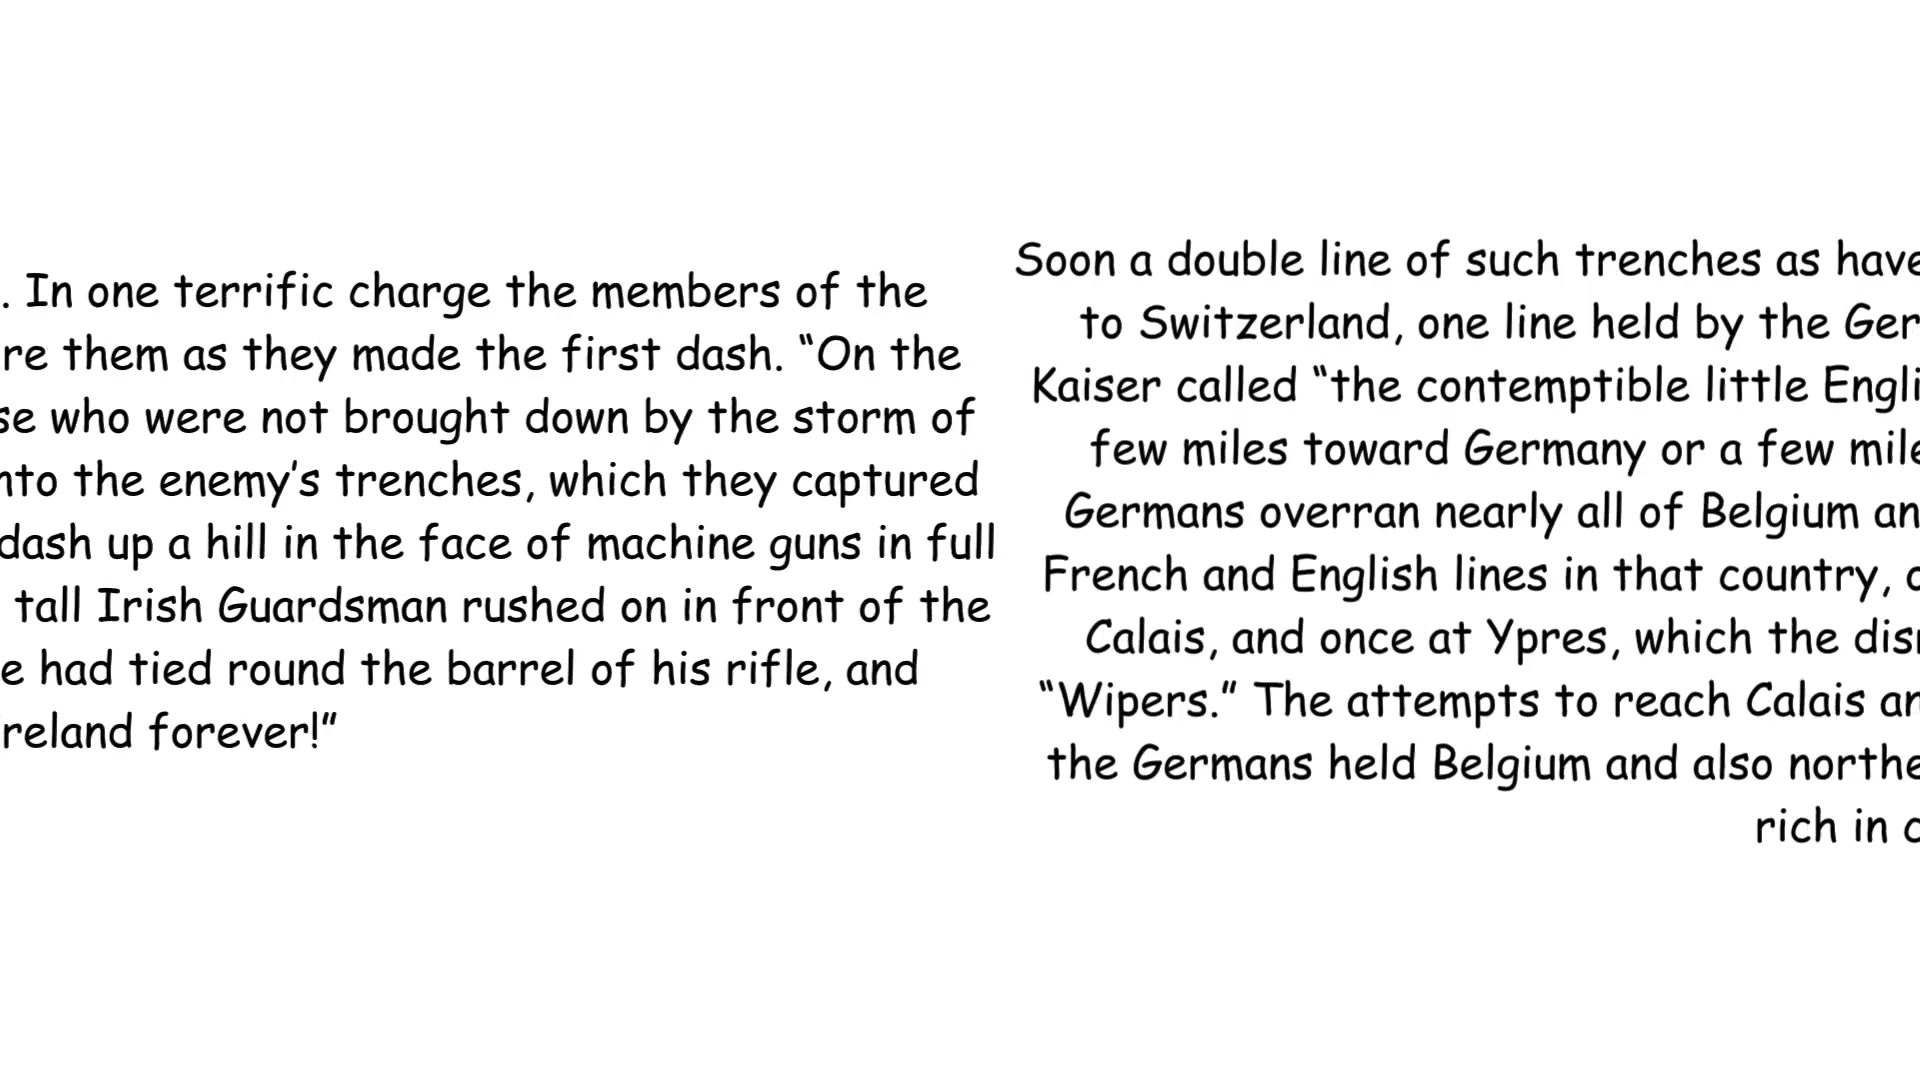 . In one terrific charge the members of the
re them as they made the first dash. “On the
se who were not brought down by the storm of
nto the enemy’s trenches, which they captured
dash up a hill in the face of machine guns in full
tall Irish Guardsman rushed on in front of the
e had tied round the barrel of his rifle, and
reland forever!”
Soon a double line of such trenches as have
to Switzerland, one line held by the Ger
Kaiser called “the contemptible little Engli
few miles toward Germany or a few mile
Germans overran nearly all of Belgium an
French and English lines in that country, o
Calais, and once at Ypres, which the dis
“Wipers.” The attempts to reach Calais an
the Germans held Belgium and also northe
rich in c